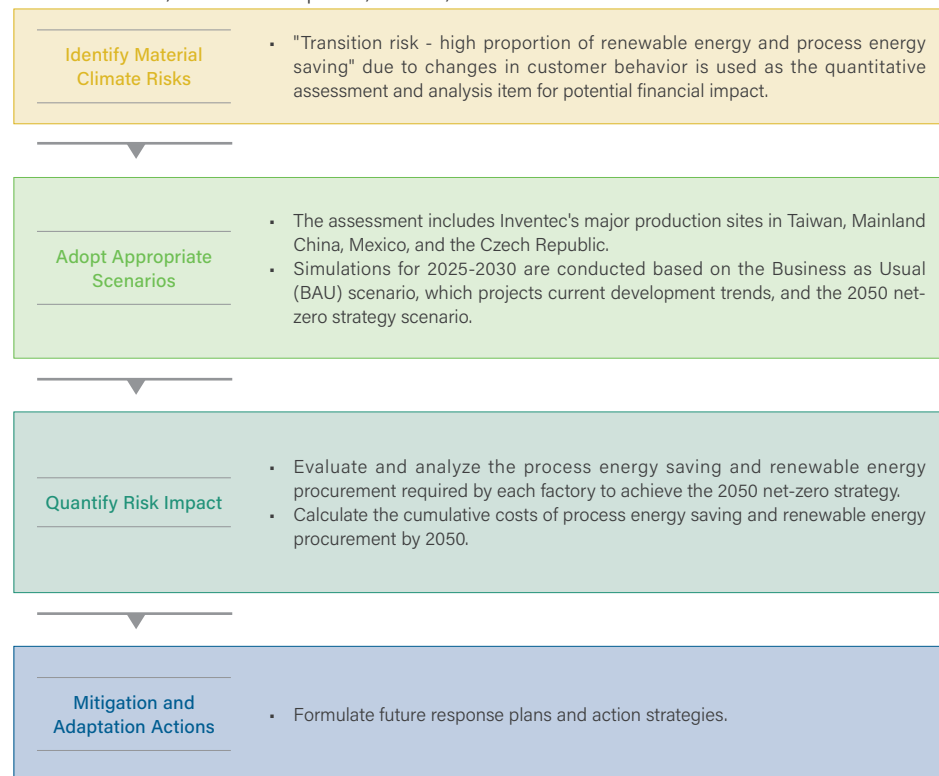 Identify Material
Climate Risks
▪ "Transition risk - high proportion of renewable energy and process energy
saving" due to changes in customer behavior is used as the quantitative
assessment and analysis item for potential financial impact.
Adopt Appropriate
Scenarios
▪ The assessment includes Inventec's major production sites in Taiwan, Mainland
China, Mexico, and the Czech Republic.
▪ Simulations for 2025-2030 are conducted based on the Business as Usual
(BAU) scenario, which projects current development trends, and the 2050 net-
zero strategy scenario.
Quantify Risk Impact
▪ Evaluate and analyze the process energy saving and renewable energy
procurement required by each factory to achieve the 2050 net-zero strategy.
▪ Calculate the cumulative costs of process energy saving and renewable energy
procurement by 2050.
Mitigation and
Adaptation Actions
▪ Formulate future response plans and action strategies.